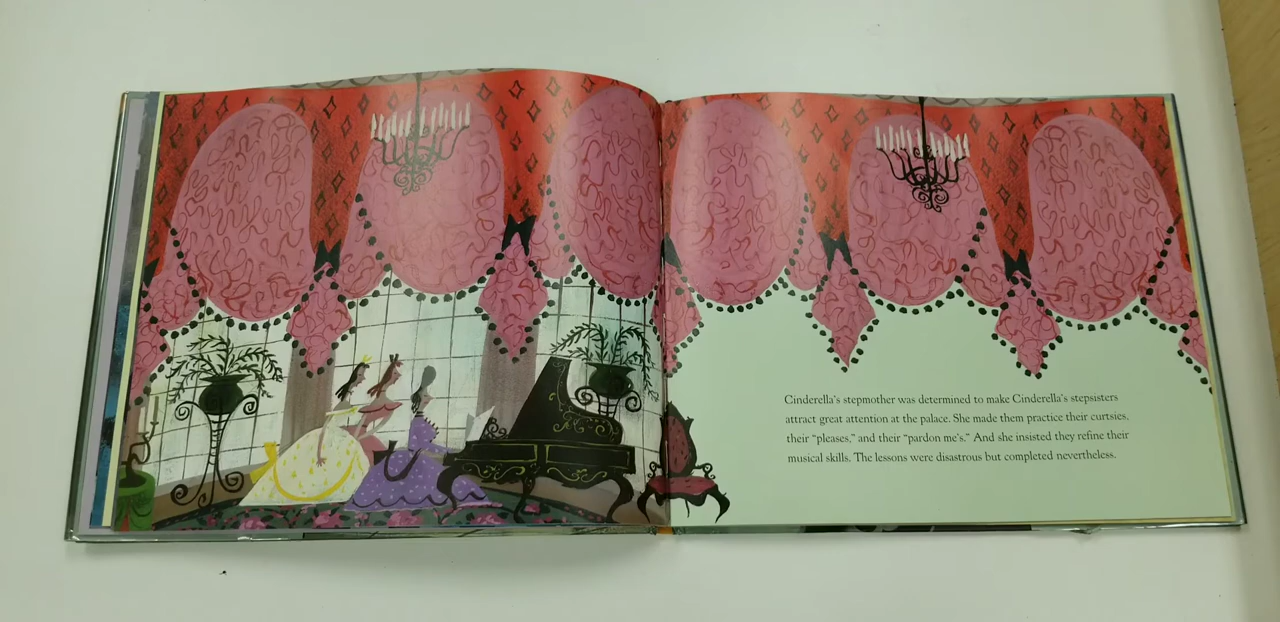 Cinderella's stepmother was determined to make Cinderella's stepsisters
attract great attention at the palace. She made them practice their curtsies,
their "pleases," and their "pardon me's." And she insisted they refine their
musical skills. The lessons were disastrous but completed nevertheless.